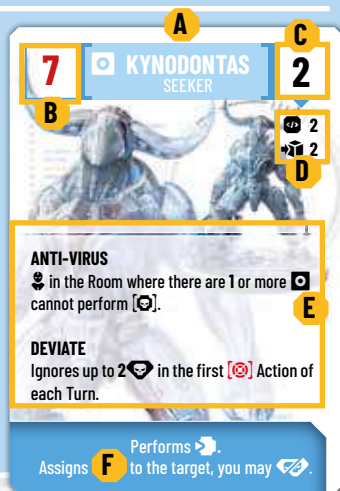 A
C
7
KYNODONTAS
2
SEEKER
B
</> 2
2
D
ANTI-VIRUS
in the Room where there are 1 or more
cannot perform [ ].
E
DEVIATE
Ignores up to 2 in the first [ ] Action of
each Turn.
Performs .
Assigns F to the target, you may .